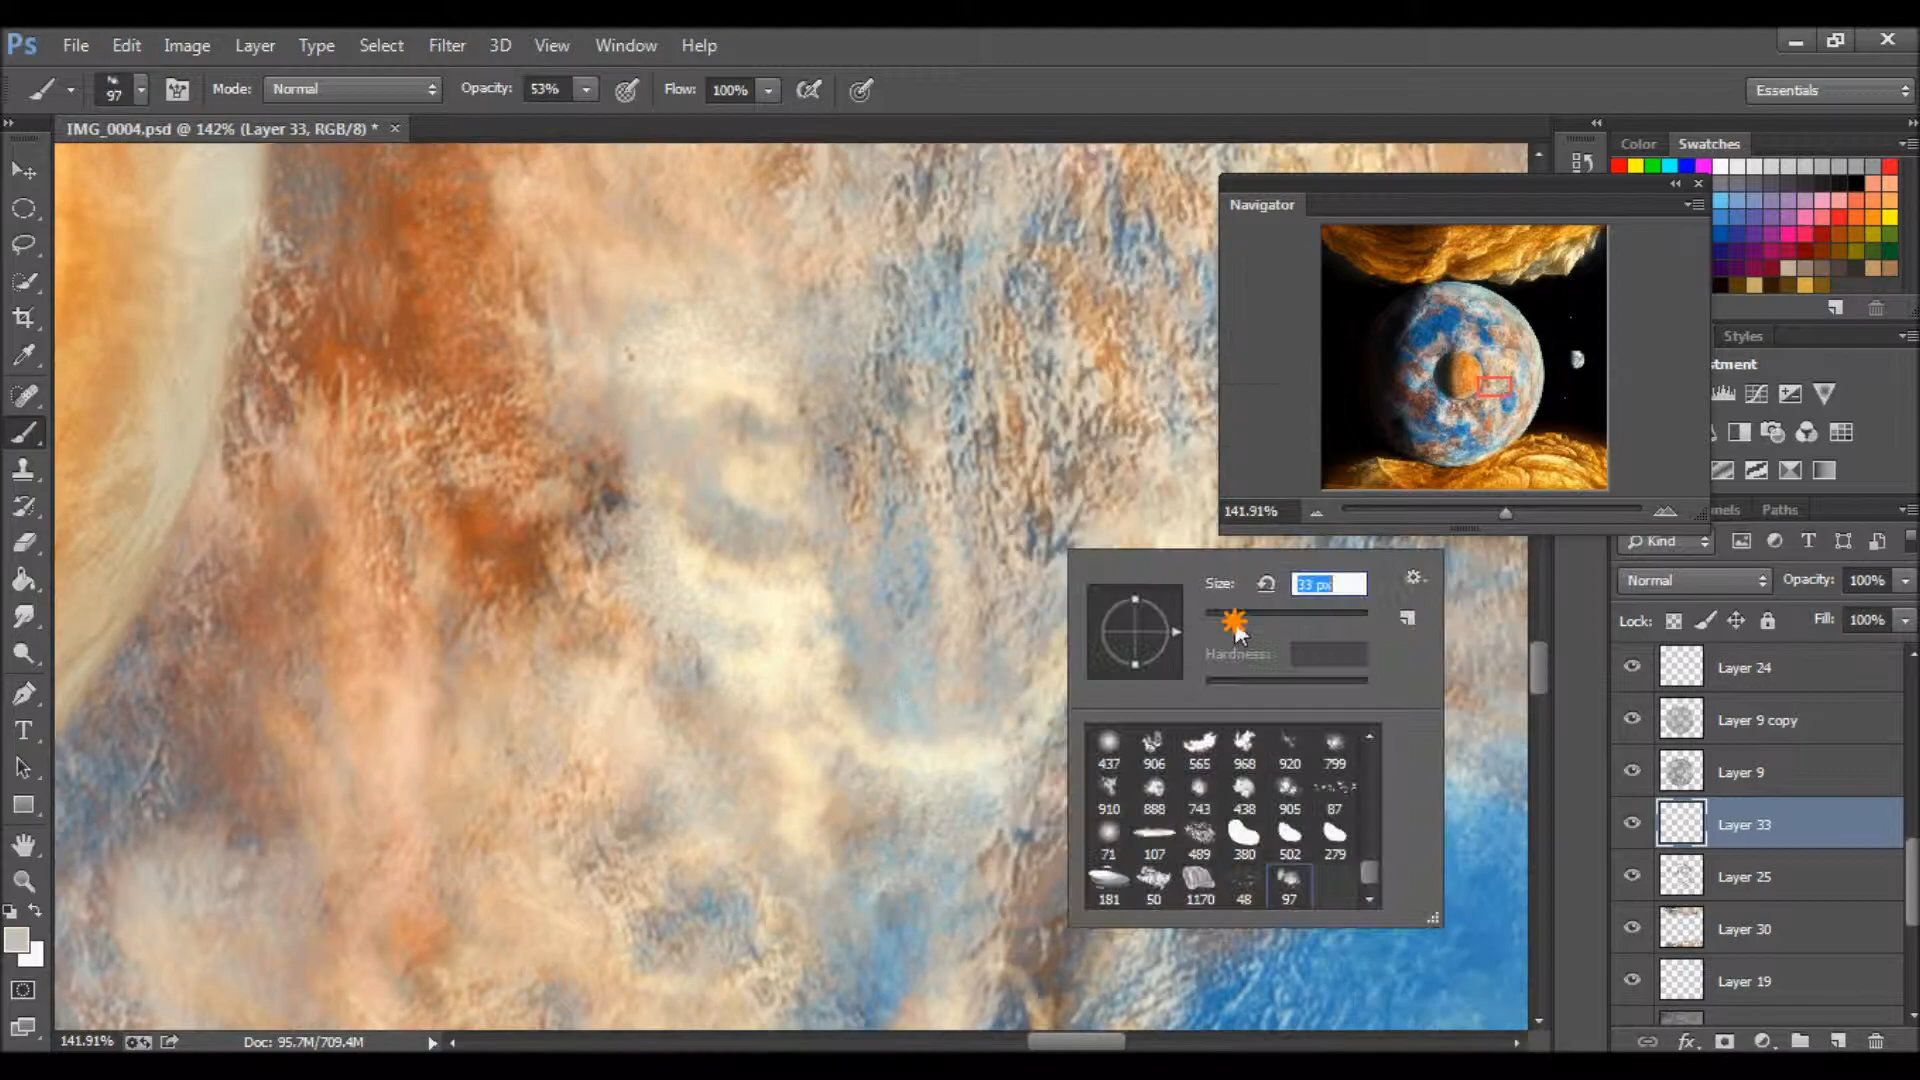 Ps File Edit Image Layer Type Select Filter 3D View Window Help
97 Mode: Normal Opacity: 53% Flow: 100% Essentials
IMG_0004.psd @ 142% (Layer 33, RGB/8) *
Color Swatches
Navigator
141.91%
Styles
stment
nels Paths
Kind
Normal Opacity: 100%
Lock: Fill: 100%
Layer 24
Layer 9 copy
Layer 9
Layer 33
Layer 25
Layer 30
Layer 19
fx
Size: 33 px
Hardness:
437 906 565 968 920 799
910 888 743 438 905 87
71 107 489 380 502 279
181 50 1170 48 97
T
141.91% Doc: 95.7M/709.4M